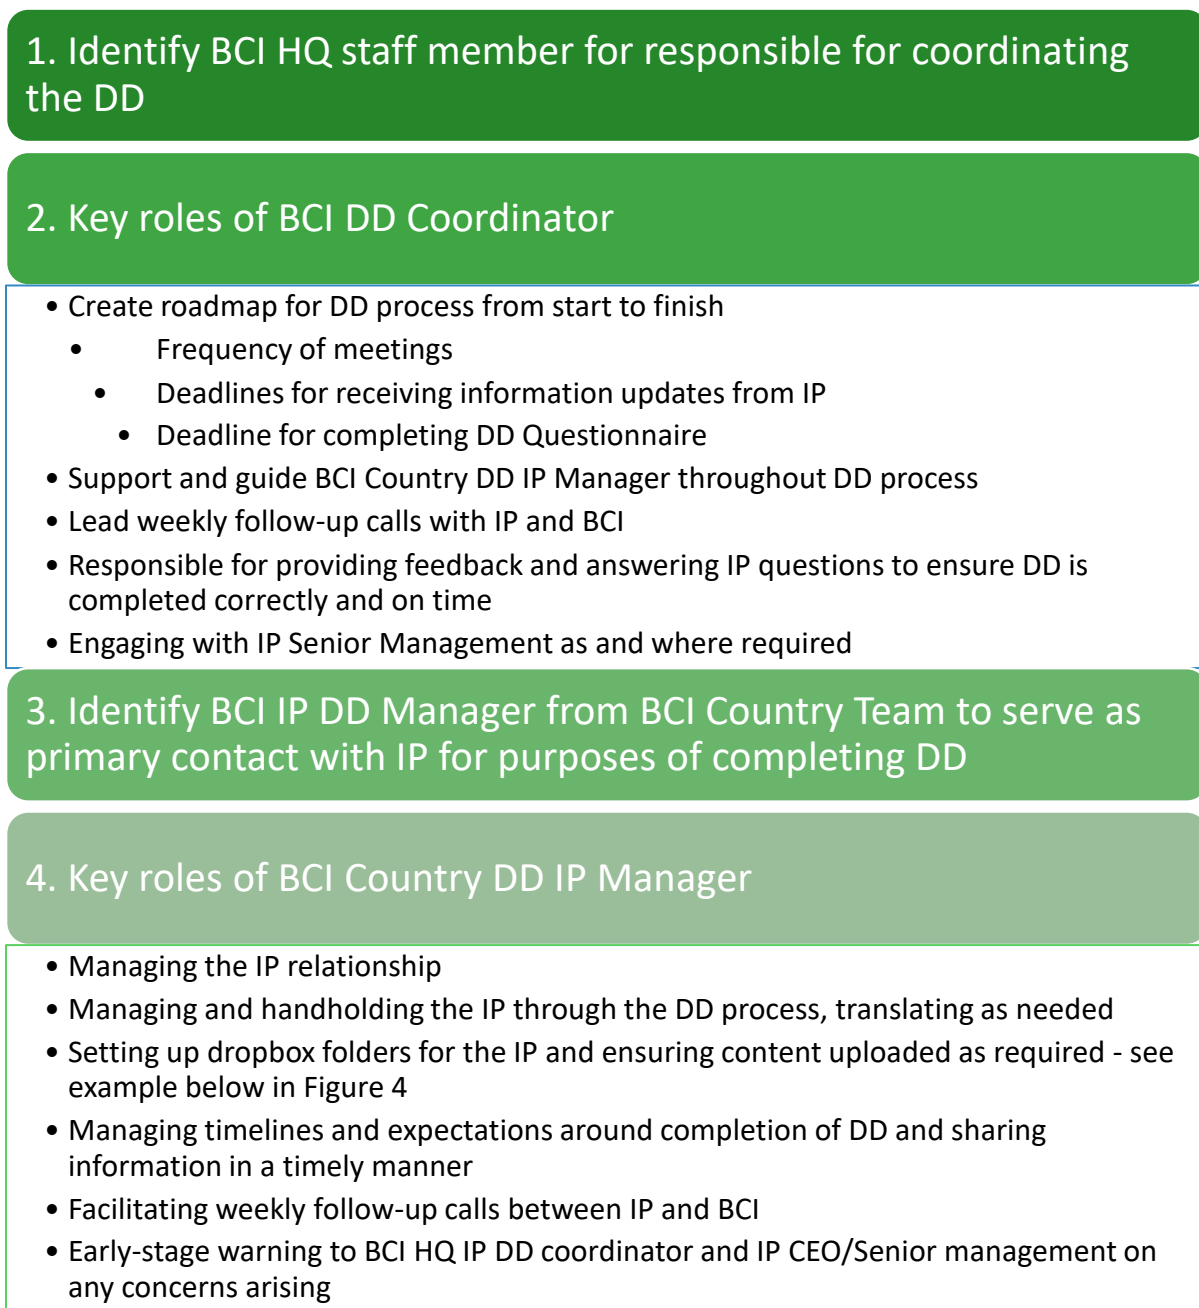 1. Identify BCI HQ staff member for responsible for coordinating
the DD
2. Key roles of BCI DD Coordinator
• Create roadmap for DD process from start to finish
• Frequency of meetings
• Deadlines for receiving information updates from IP
• Deadline for completing DD Questionnaire
• Support and guide BCI Country DD IP Manager throughout DD process
• Lead weekly follow-up calls with IP and BCI
• Responsible for providing feedback and answering IP questions to ensure DD is
completed correctly and on time
• Engaging with IP Senior Management as and where required
3. Identify BCI IP DD Manager from BCI Country Team to serve as
primary contact with IP for purposes of completing DD
4. Key roles of BCI Country DD IP Manager
• Managing the IP relationship
• Managing and handholding the IP through the DD process, translating as needed
• Setting up dropbox folders for the IP and ensuring content uploaded as required - see
example below in Figure 4
• Managing timelines and expectations around completion of DD and sharing
information in a timely manner
• Facilitating weekly follow-up calls between IP and BCI
• Early-stage warning to BCI HQ IP DD coordinator and IP CEO/Senior management on
any concerns arising